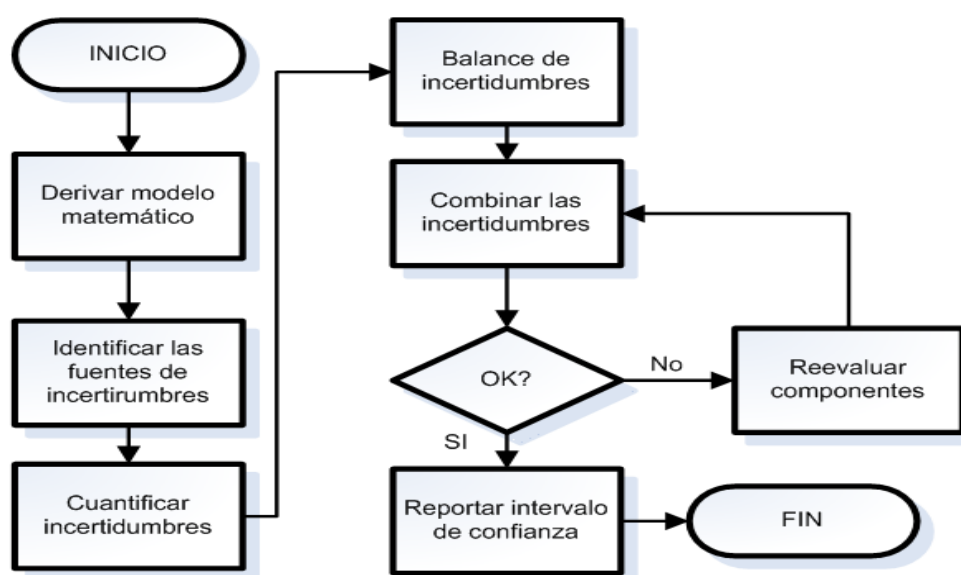 INICIO
Derivar modelo
matemático
Identificar las
fuentes de
incertirumbres
Cuantificar
incertidumbres
Balance de
incertidumbres
Combinar las
incertidumbres
OK?
No
Reevaluar
componentes
SI
Reportar intervalo
de confianza
FIN